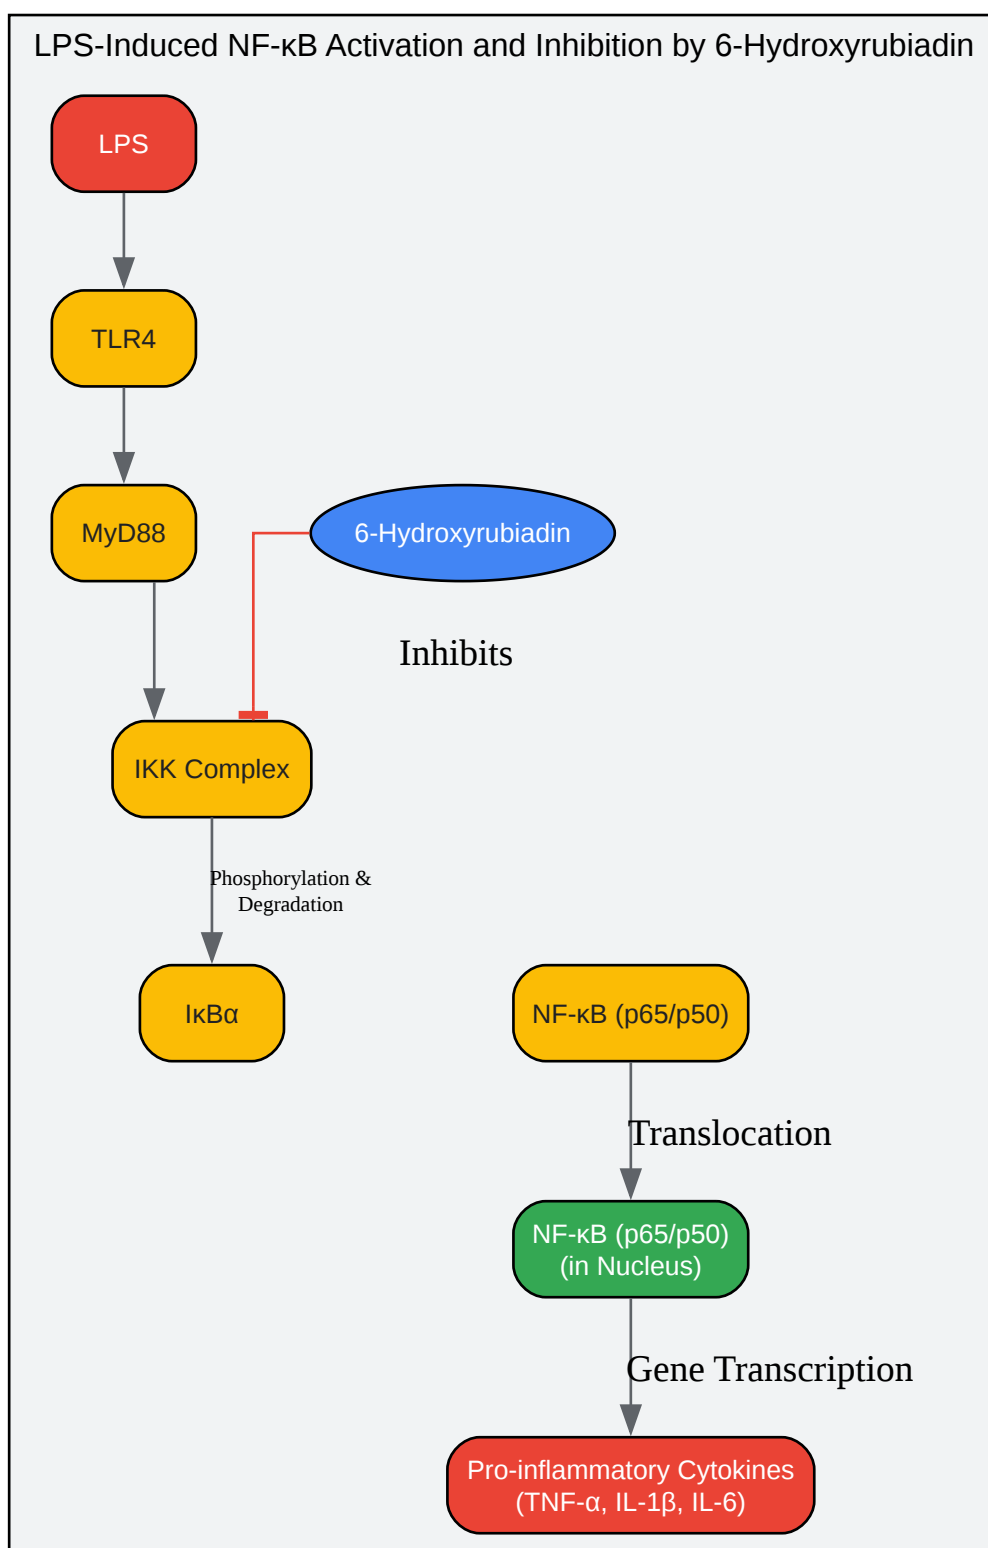 LPS-Induced NF-κB Activation and Inhibition by 6-Hydroxyrubiadin
LPS
TLR4
MyD88
6-Hydroxyrubiadin
Inhibits
IKK Complex
Phosphorylation &
Degradation
IκBα
NF-κB (p65/p50)
Translocation
NF-κB (p65/p50)
(in Nucleus)
Gene Transcription
Pro-inflammatory Cytokines
(TNF-α, IL-1β, IL-6)